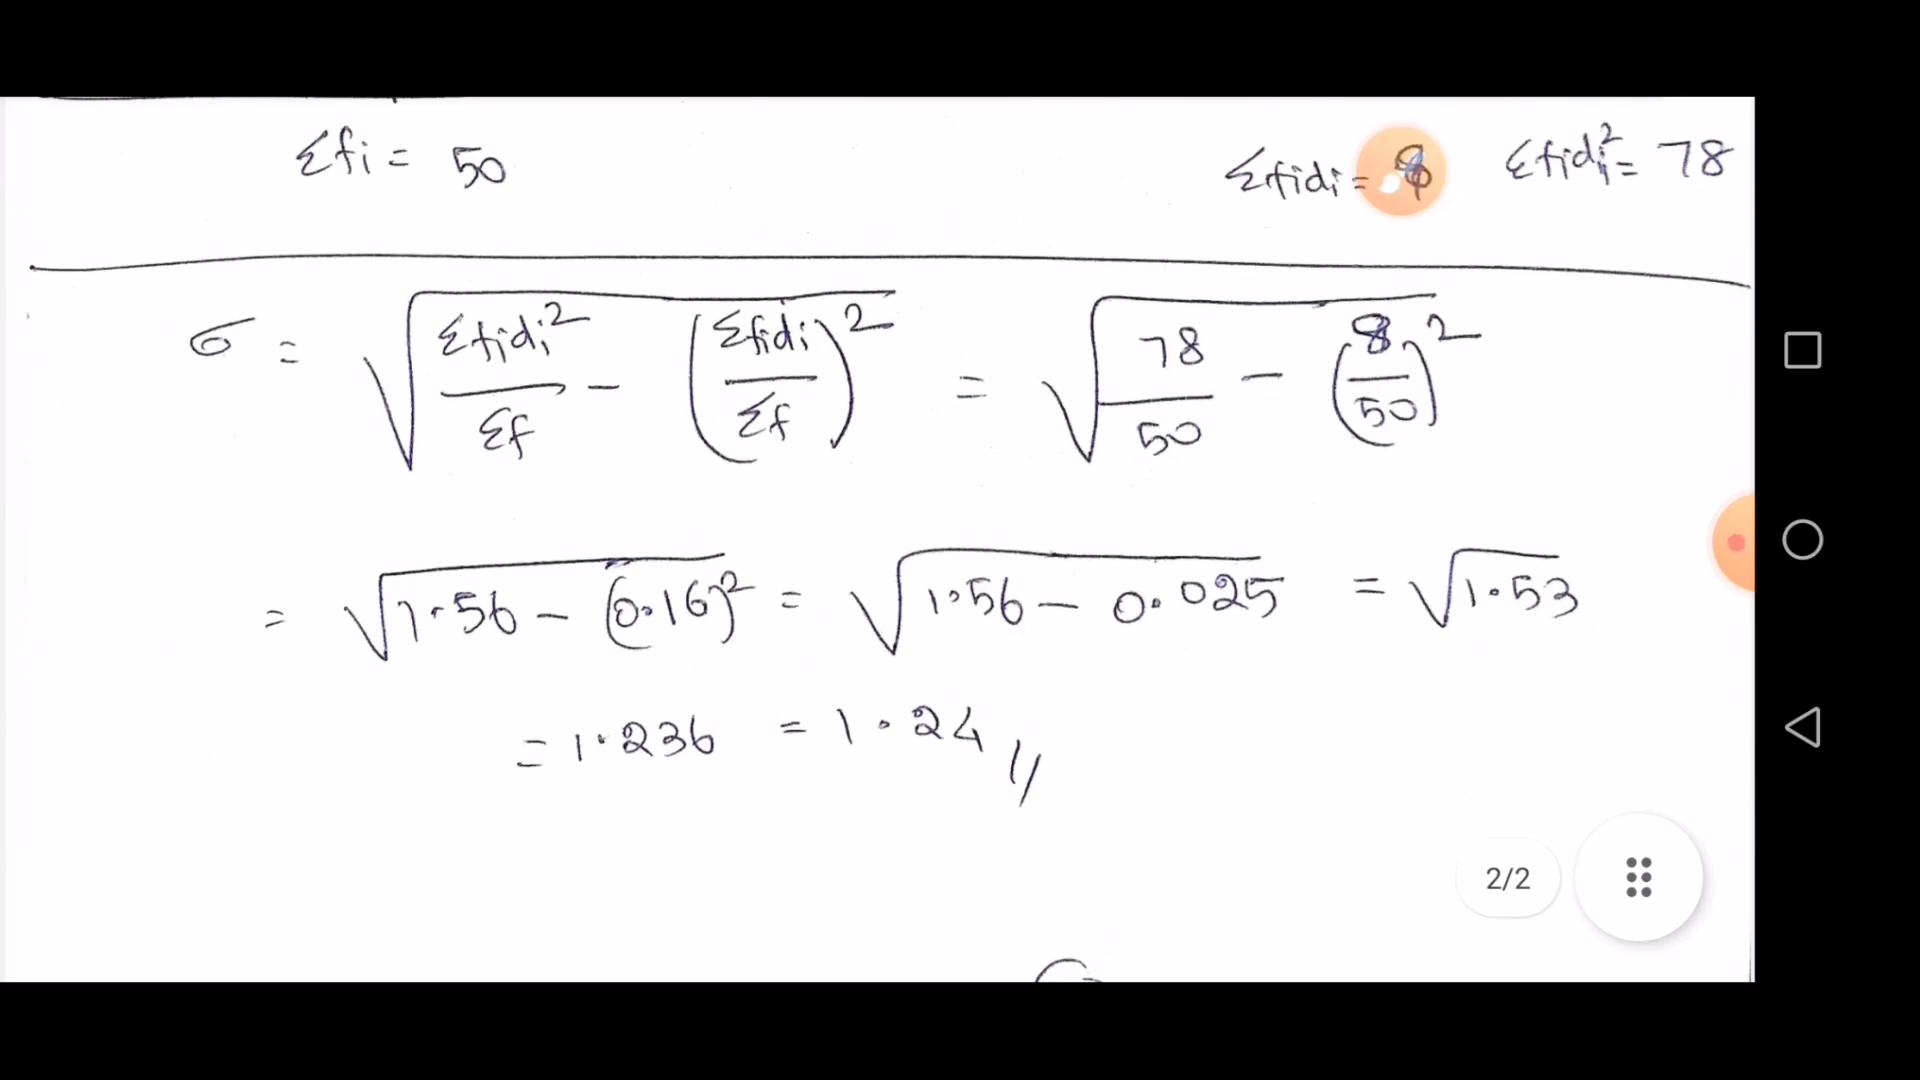 Σfi = 50 Σfidi = 8 Σfidi² = 78
σ = √(Σfidi²/Σf − (Σfidi/Σf)²) = √(78/50 − (8/50)²)
= √(1.56 − (0.16)²) = √(1.56 − 0.025) = √1.53
= 1.236 = 1.24 //
2/2